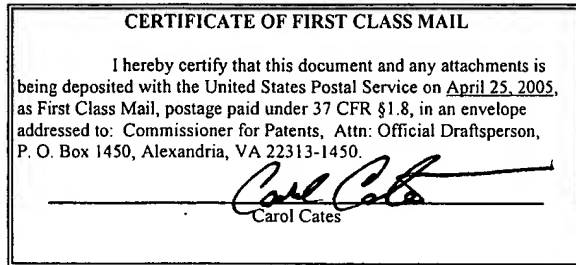 CERTIFICATE OF FIRST CLASS MAIL
I hereby certify that this document and any attachments is
being deposited with the United States Postal Service on April 25, 2005,
as First Class Mail, postage paid under 37 CFR §1.8, in an envelope
addressed to: Commissioner for Patents, Attn: Official Draftsperson,
P. O. Box 1450, Alexandria, VA 22313-1450.
Carol Cates
Carol Cates